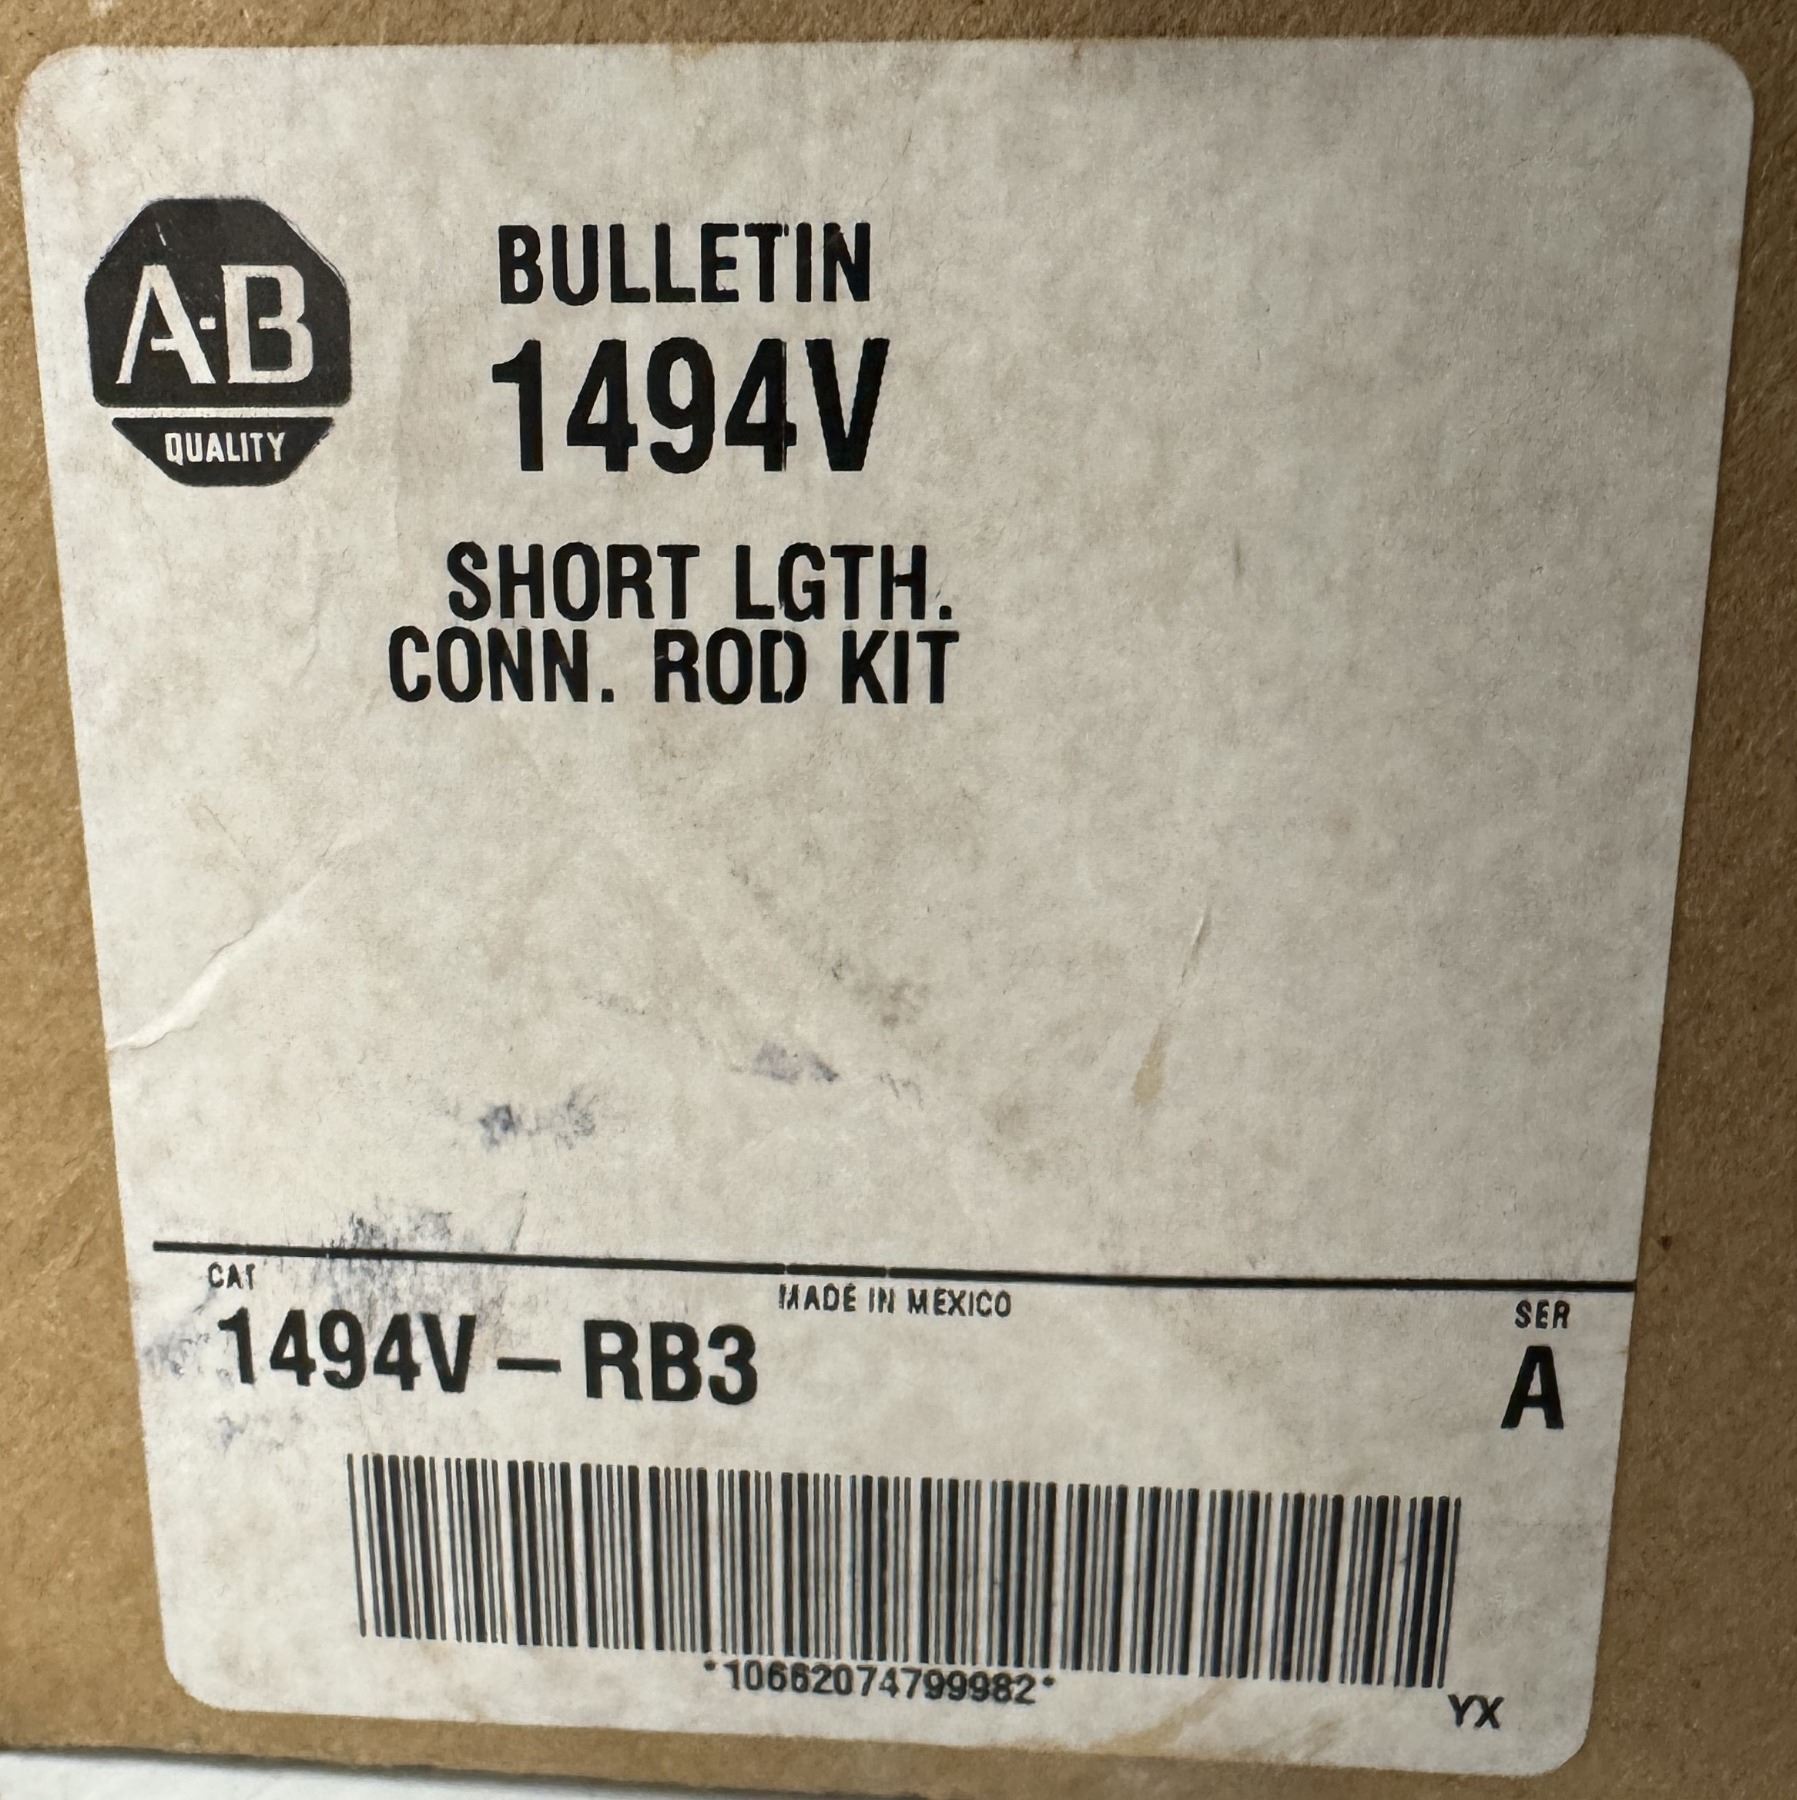 A-B
QUALITY
BULLETIN
1494V
SHORT LGTH.
CONN. ROD KIT
CAT
MADE IN MEXICO
SER
1494V-RB3
A
*10662074799982*
YX